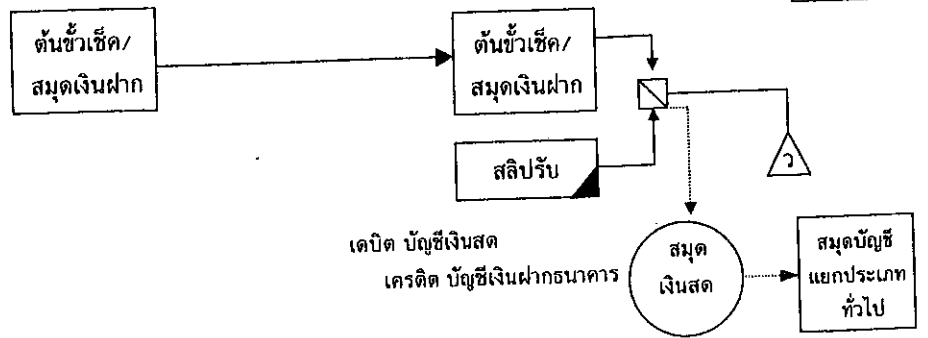 ต้นขั้วเช็ค/
สมุดเงินฝาก
ต้นขั้วเช็ค/
สมุดเงินฝาก
สลิปรับ
ว
เดบิต บัญชีเงินสด
เครดิต บัญชีเงินฝากธนาคาร
สมุด
เงินสด
สมุดบัญชี
แยกประเภท
ทั่วไป